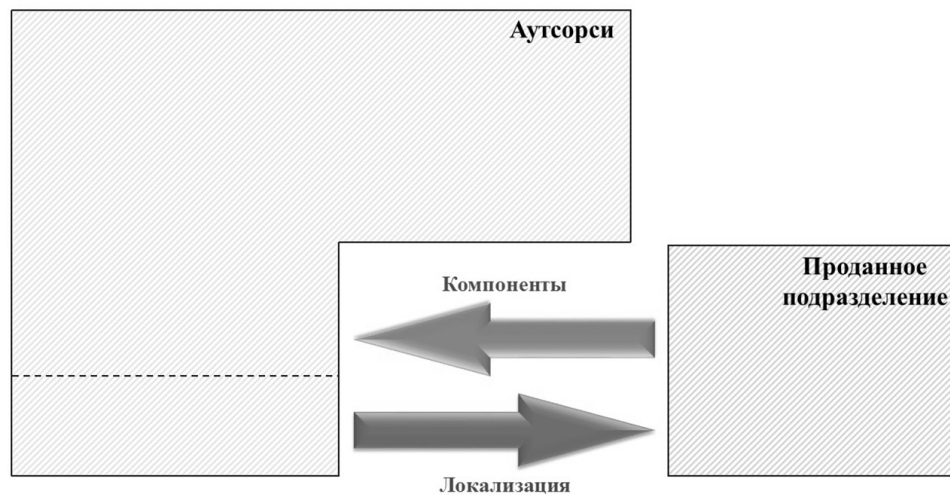 Аутсорси
Компоненты
Проданное
подразделение
Локализация